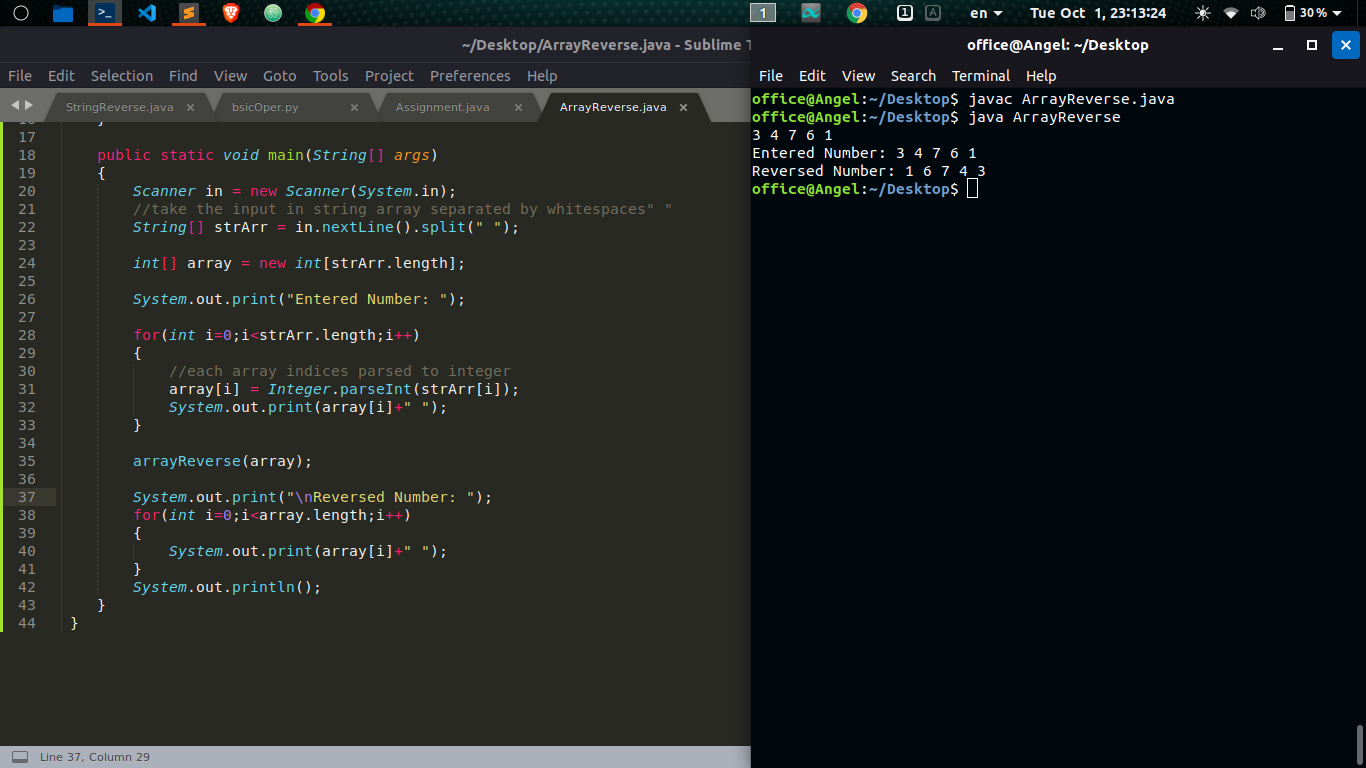 1
1
A
en
Tue Oct 1, 23:13:24
30 %
~/Desktop/ArrayReverse.java - Sublime T
File Edit Selection Find View Goto Tools Project Preferences Help
StringReverse.java × bsicOper.py × Assignment.java × ArrayReverse.java ×
16 }
17
18 public static void main(String[] args)
19 {
20 Scanner in = new Scanner(System.in);
21 //take the input in string array separated by whitespaces" "
22 String[] strArr = in.nextLine().split(" ");
23
24 int[] array = new int[strArr.length];
25
26 System.out.print("Entered Number: ");
27
28 for(int i=0;i<strArr.length;i++)
29 {
30 //each array indices parsed to integer
31 array[i] = Integer.parseInt(strArr[i]);
32 System.out.print(array[i]+" ");
33 }
34
35 arrayReverse(array);
36
37 System.out.print("\nReversed Number: ");
38 for(int i=0;i<array.length;i++)
39 {
40 System.out.print(array[i]+" ");
41 }
42 System.out.println();
43 }
44 }
Line 37, Column 29
office@Angel: ~/Desktop
File Edit View Search Terminal Help
office@Angel:~/Desktop$ javac ArrayReverse.java
office@Angel:~/Desktop$ java ArrayReverse
3 4 7 6 1
Entered Number: 3 4 7 6 1
Reversed Number: 1 6 7 4 3
office@Angel:~/Desktop$